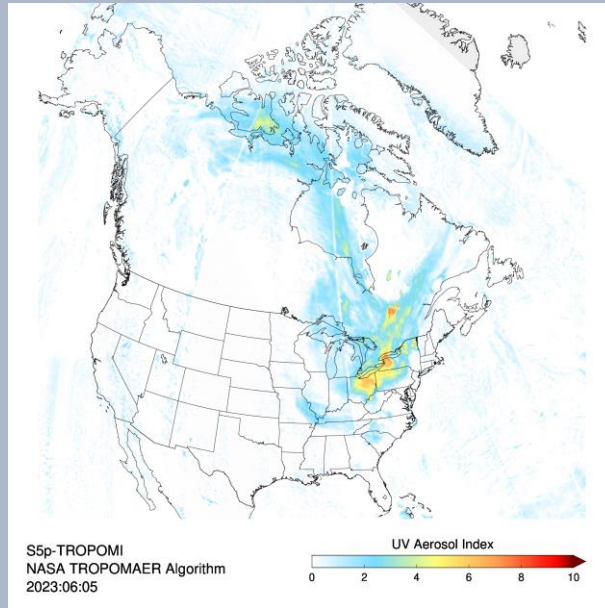 S5p-TROPOMI
NASA TROPOMAER Algorithm
2023:06:05
UV Aerosol Index
0 2 4 6 8 10